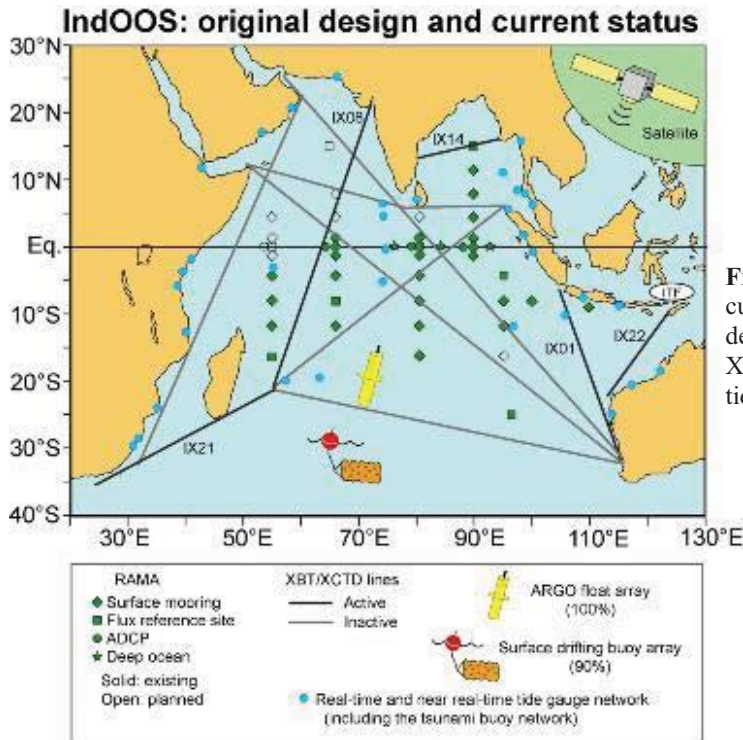 IndOOS: original design and current status
30°N
20°N
10°N
Eq.
10°S
20°S
30°S
40°S
30°E
50°E
70°E
90°E
110°E
130°E
IX08
IX14
Satellite
ITF
IX01
IX22
IX21
RAMA
Surface mooring
Flux reference site
ADCP
Deep ocean
Solid: existing
Open: planned
XBT/XCTD lines
Active
Inactive
ARGO float array
(100%)
Surface drifting buoy array
(90%)
Real-time and near real-time tide gauge network
(including the tsunami buoy network)
cu
de
X
tic